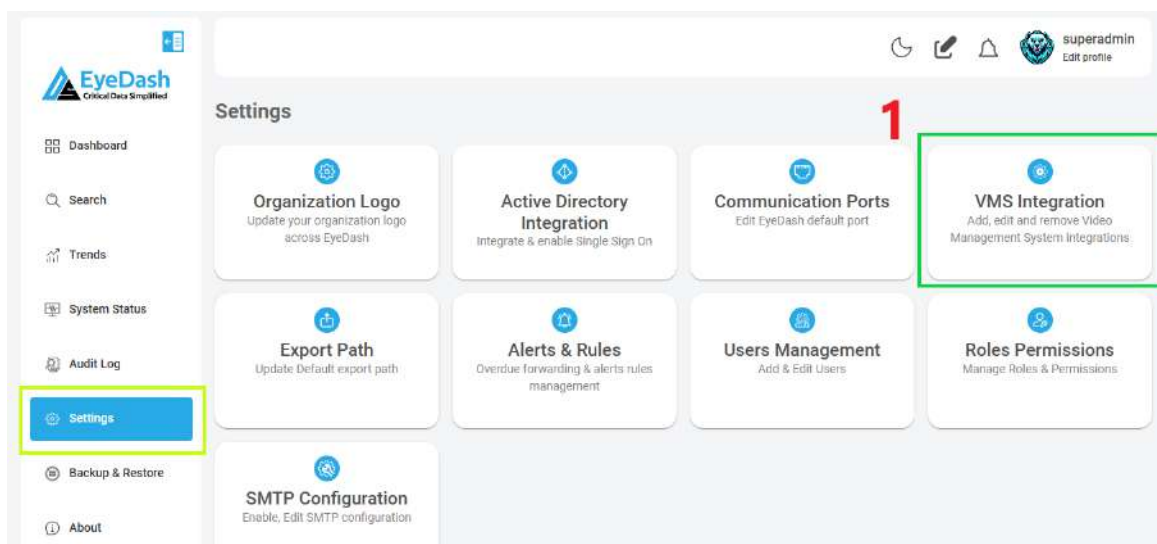 superadmin
Edit profile
EyeDash
Critical Data Simplified
Settings
1
Dashboard
Search
Trends
System Status
Audit Log
Settings
Backup & Restore
About
Organization Logo
Update your organization logo
across EyeDash
Active Directory
Integration
Integrate & enable Single Sign On
Communication Ports
Edit EyeDash default port
VMS Integration
Add, edit and remove Video
Management System Integrations
Export Path
Update Default export path
Alerts & Rules
Overdue forwarding & alerts rules
management
Users Management
Add & Edit Users
Roles Permissions
Manage Roles & Permissions
SMTP Configuration
Enable, Edit SMTP configuration